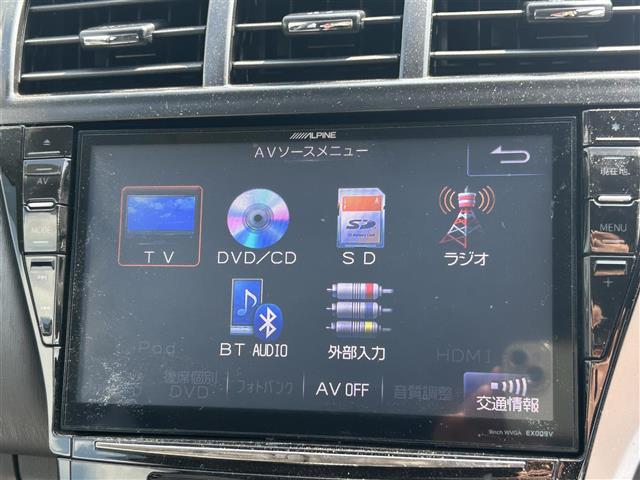 ALPINE
AVソースメニュー
AV
MODE
現在地
MENU
TV
DVD/CD
SD
ラジオ
BT AUDIO
外部入力
iPod
HDMI
後席個別
DVD
フォトバンク
AV OFF
音質調整
交通情報
9inch WVGA EX009V